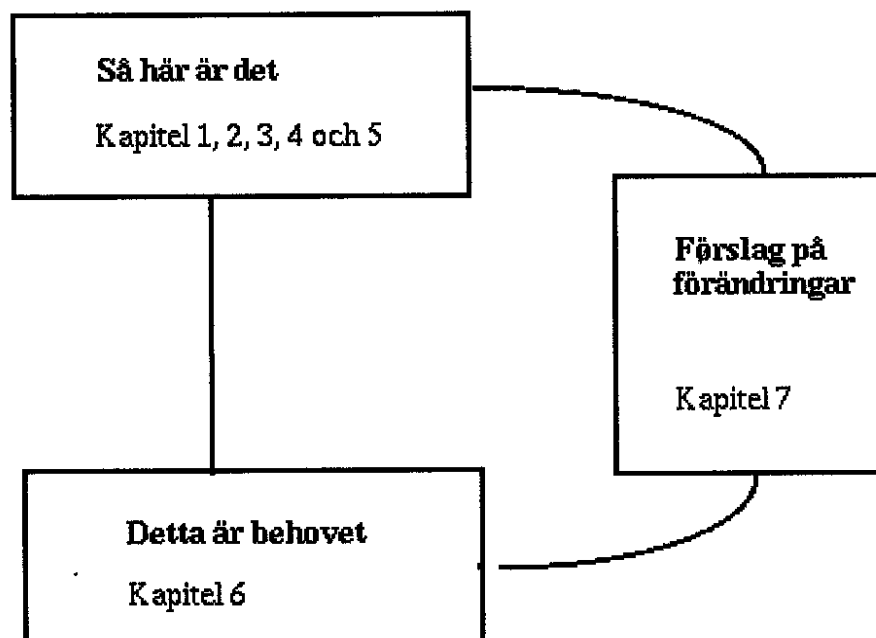 Så här är det
Kapitel 1, 2, 3, 4 och 5
Förslag på
förändringar
Kapitel 7
Detta är behovet
Kapitel 6